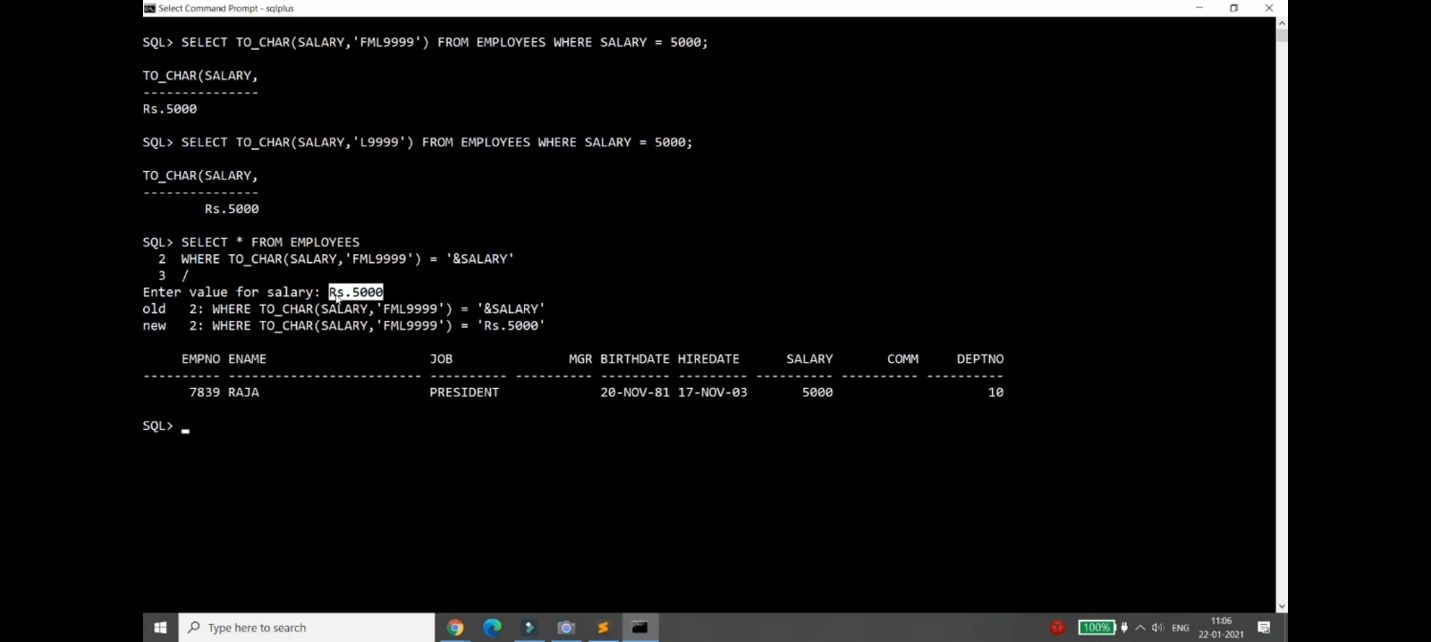 Select Command Prompt - sqlplus
SQL> SELECT TO_CHAR(SALARY,'FML9999') FROM EMPLOYEES WHERE SALARY = 5000;
TO_CHAR(SALARY,
---------------
Rs.5000
SQL> SELECT TO_CHAR(SALARY,'L9999') FROM EMPLOYEES WHERE SALARY = 5000;
TO_CHAR(SALARY,
---------------
Rs.5000
SQL> SELECT * FROM EMPLOYEES
2 WHERE TO_CHAR(SALARY,'FML9999') = '&SALARY'
3 /
Enter value for salary: Rs.5000
old 2: WHERE TO_CHAR(SALARY,'FML9999') = '&SALARY'
new 2: WHERE TO_CHAR(SALARY,'FML9999') = 'Rs.5000'
EMPNO ENAME JOB MGR BIRTHDATE HIREDATE SALARY COMM DEPTNO
---------- ------------------------- ---------- ---------- --------- --------- ---------- ---------- ----------
7839 RAJA PRESIDENT 20-NOV-81 17-NOV-03 5000 10
SQL> _
Type here to search 100% ENG 11:06
22-01-2021